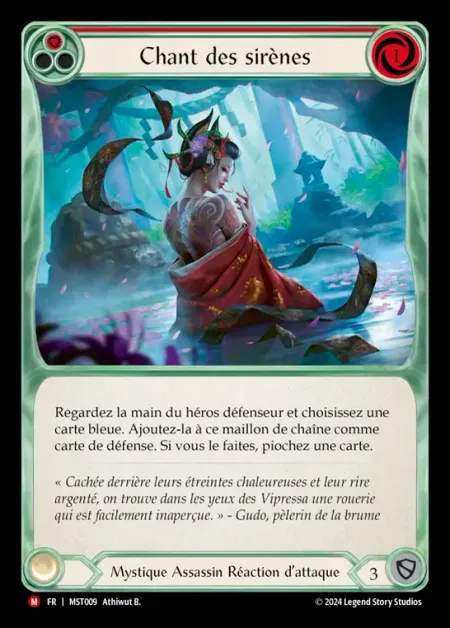 Chant des sirènes
1
Regardez la main du héros défenseur et choisissez une
carte bleue. Ajoutez-la à ce maillon de chaîne comme
carte de défense. Si vous le faites, piochez une carte.
« Cachée derrière leurs étreintes chaleureuses et leur rire
argenté, on trouve dans les yeux des Vipressa une rouerie
qui est facilement inaperçue. » - Gudo, pèlerin de la brume
Mystique Assassin Réaction d'attaque
3
M FR | MST009 Athiwut B.
© 2024 Legend Story Studios